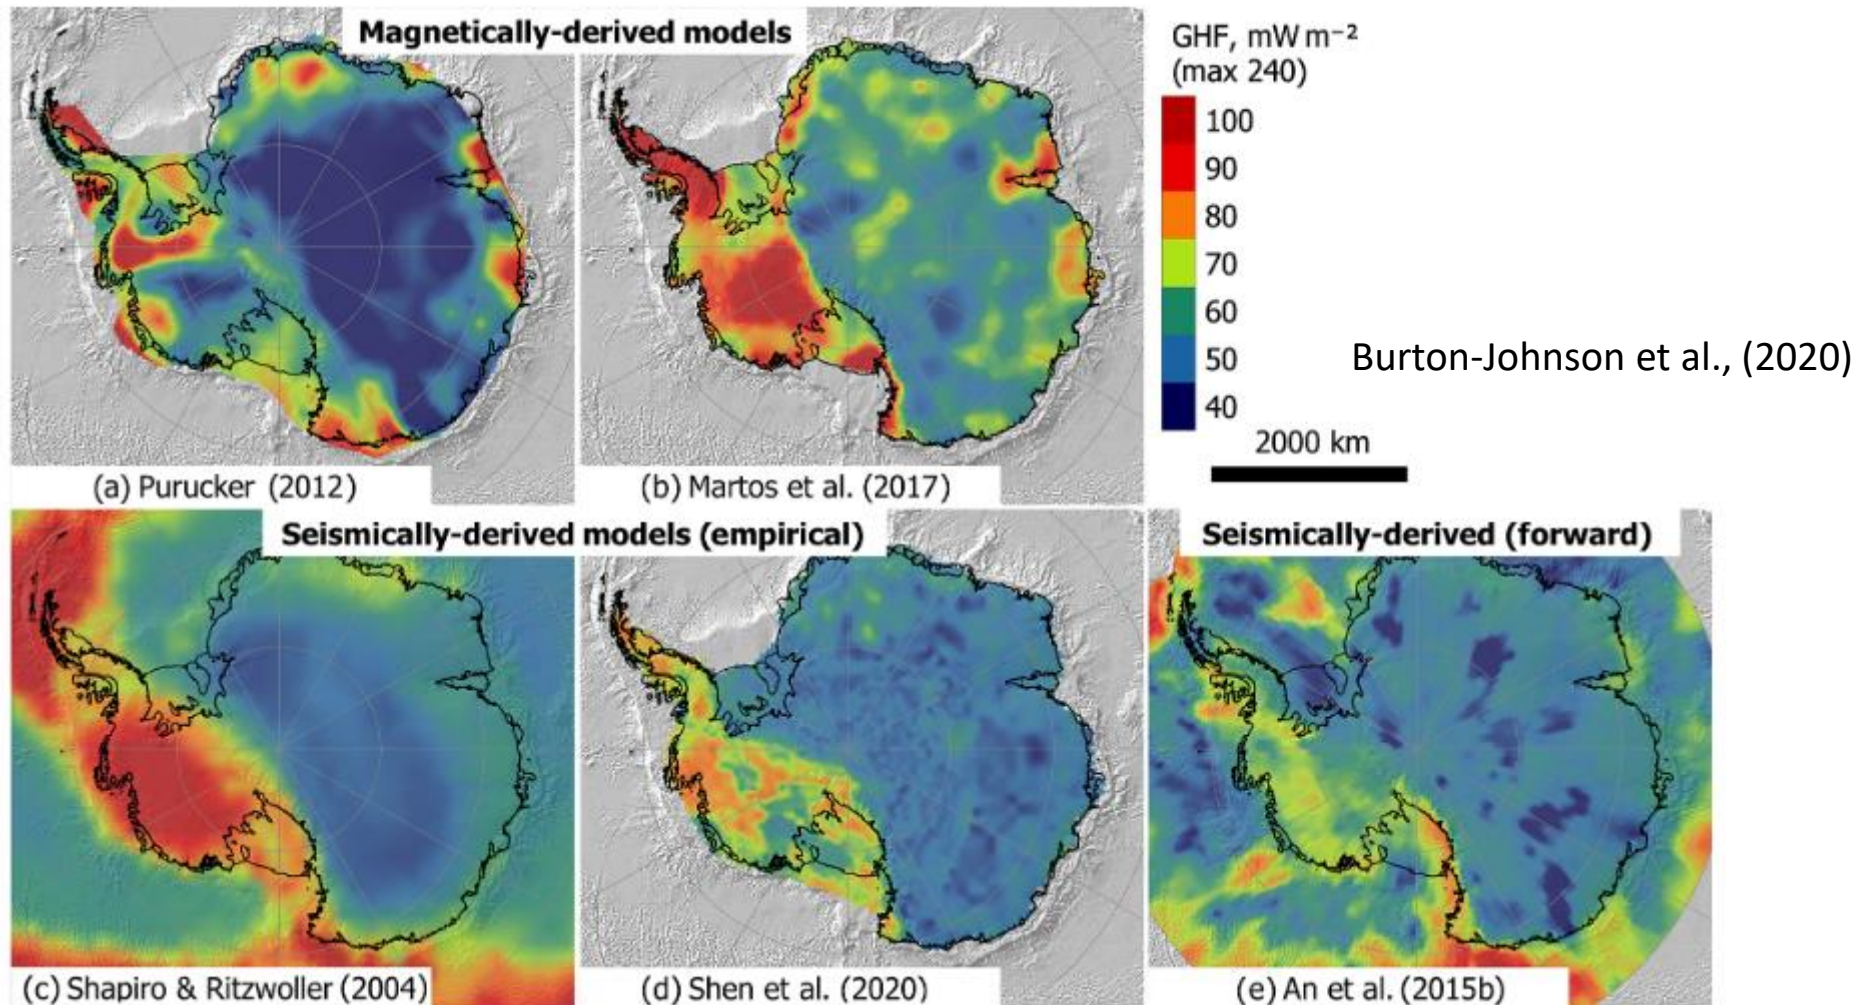 Magnetically-derived models
GHF, mW m⁻²
(max 240)
100
90
80
70
60
50
40
Burton-Johnson et al., (2020)
2000 km
(a) Purucker (2012)
(b) Martos et al. (2017)
Seismically-derived models (empirical)
Seismically-derived (forward)
(c) Shapiro & Ritzwoller (2004)
(d) Shen et al. (2020)
(e) An et al. (2015b)